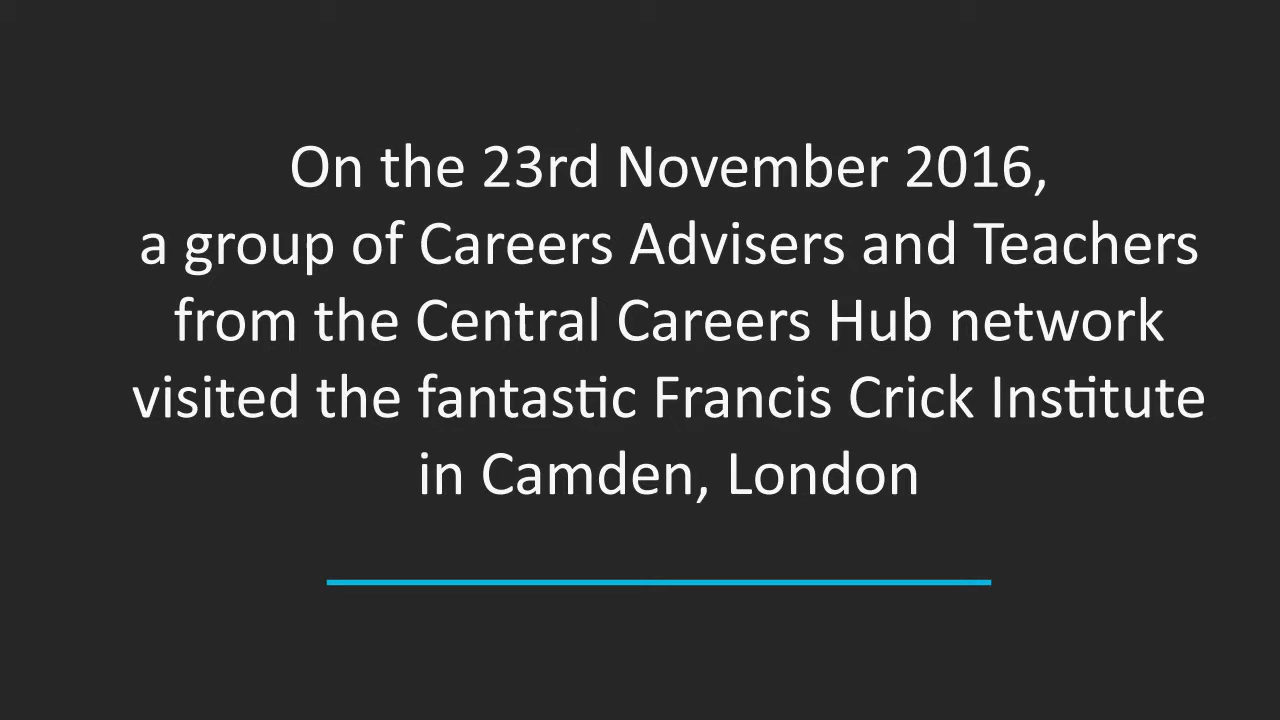 On the 23rd November 2016,
a group of Careers Advisers and Teachers
from the Central Careers Hub network
visited the fantastic Francis Crick Institute
in Camden, London